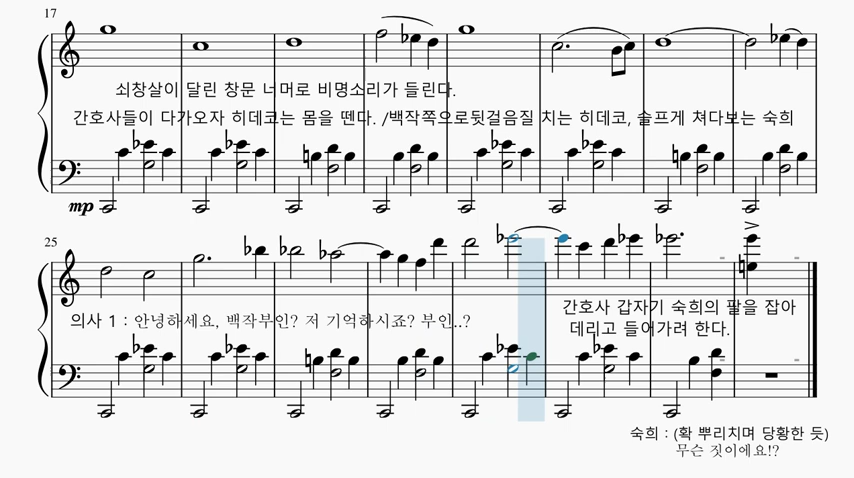 17
쇠창살이 달린 창문 너머로 비명소리가 들린다.
간호사들이 다가오자 히데코는 몸을 뗀다. /백작쪽으로뒷걸음질 치는 히데코, 슬프게 쳐다보는 숙희
mp
25
의사 1 : 안녕하세요, 백작부인? 저 기억하시죠? 부인..?
간호사 갑자기 숙희의 팔을 잡아
데리고 들어가려 한다.
숙희 : (확 뿌리치며 당황한 듯)
무슨 짓이에요!?